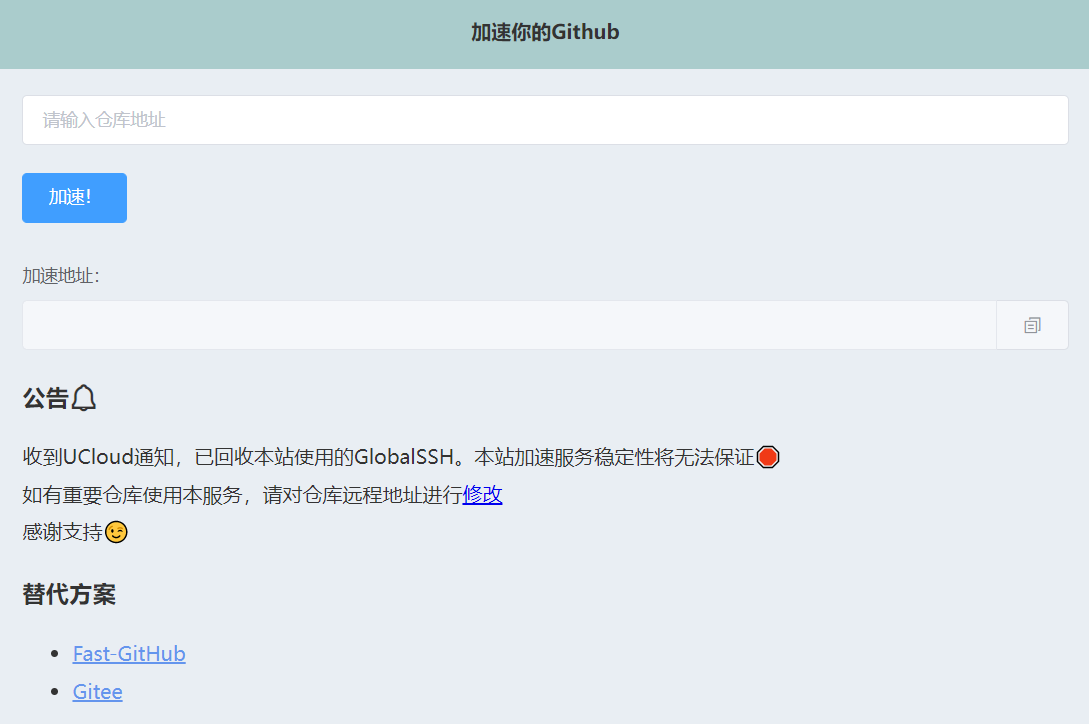 加速你的Github
请输入仓库地址
加速!
加速地址:
公告
收到UCloud通知，已回收本站使用的GlobalSSH。本站加速服务稳定性将无法保证
如有重要仓库使用本服务，请对仓库远程地址进行修改
感谢支持
替代方案
Fast-GitHub
Gitee